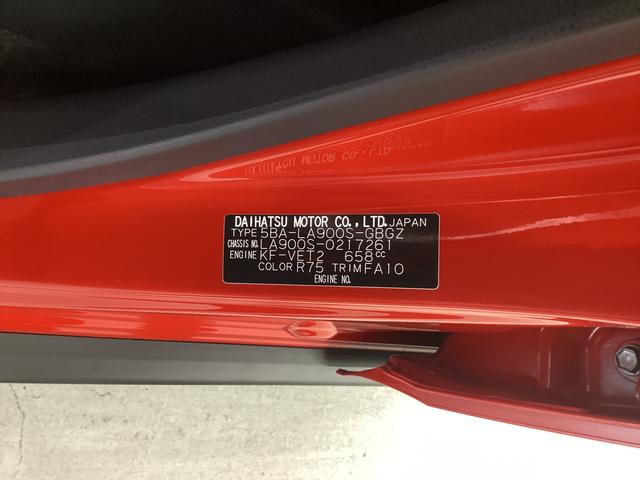 DAIHATSU MOTOR CO., LTD. JAPAN
TYPE 5BA-LA900S-GBGZ
CHASSIS NO. LA900S-0217261
ENGINE KF-VET2 658cc
COLOR R75 TRIM FA10
ENGINE NO.